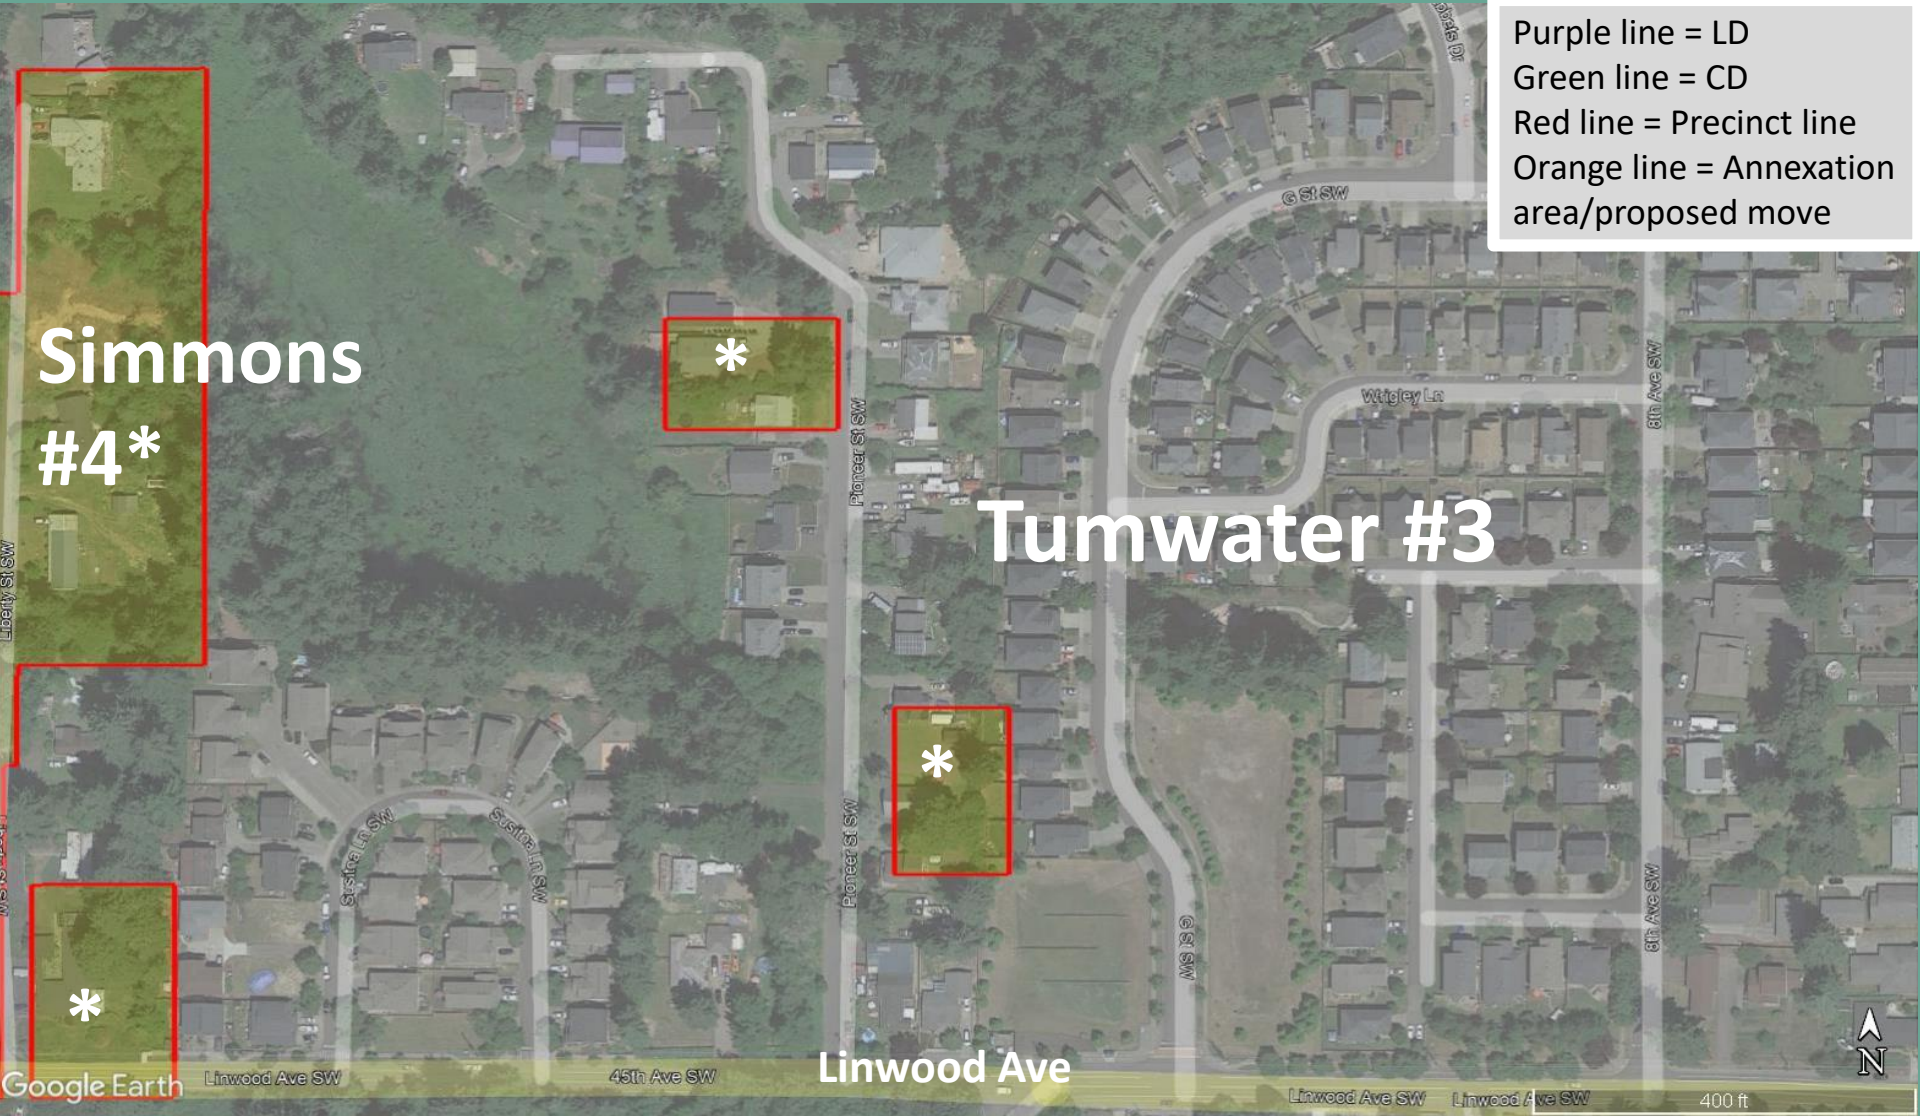 Purple line = LD
Green line = CD
Red line = Precinct line
Orange line = Annexation
area/proposed move
G St SW
Simmons
#4*
*
Wrigley Ln
8th Ave SW
Pioneer St SW
Tumwater #3
Liberty St SW
*
Susitna Ln SW
Susitna Ln SW
Pioneer St SW
8th Ave SW
G St SW
*
N
Linwood Ave
Google Earth
Linwood Ave SW
45th Ave SW
Linwood Ave SW
Linwood Ave SW
400 ft